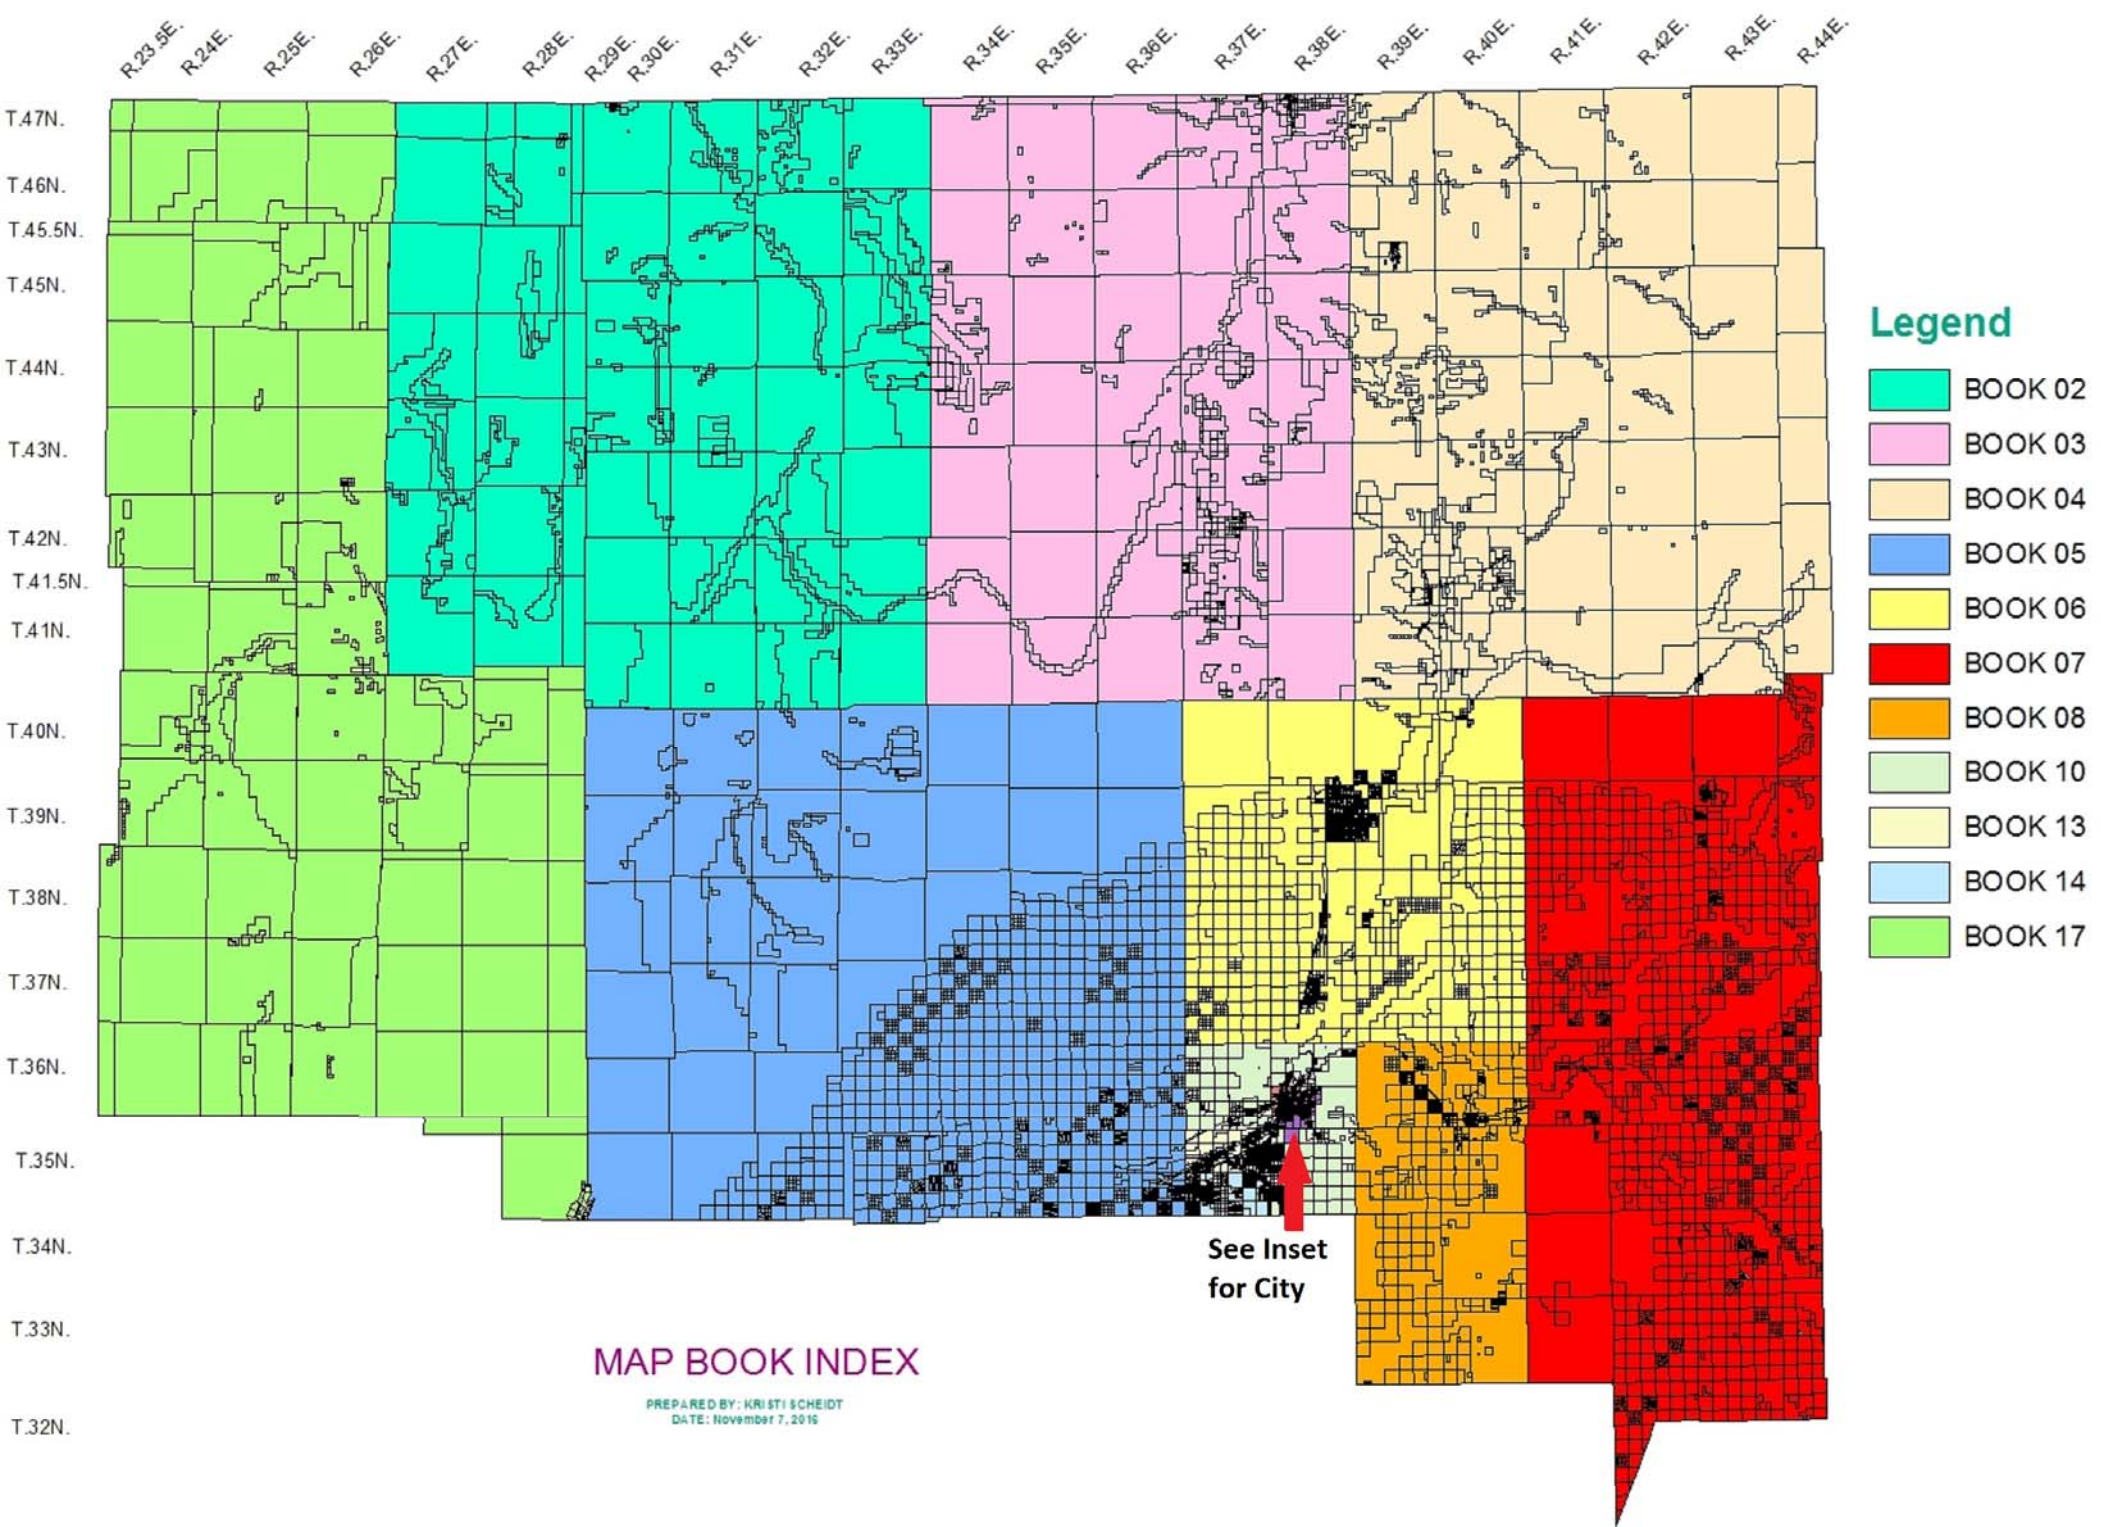 R.23.5E.
R.24E.
R.25E.
R.26E.
R.27E.
R.28E.
R.29E.
R.30E.
R.31E.
R.32E.
R.33E.
R.34E.
R.35E.
R.36E.
R.37E.
R.38E.
R.39E.
R.40E.
R.41E.
R.42E.
R.43E.
R.44E.
T.47N.
T.46N.
T.45.5N.
T.45N.
T.44N.
T.43N.
T.42N.
T.41.5N.
T.41N.
T.40N.
T.39N.
T.38N.
T.37N.
T.36N.
T.35N.
T.34N.
T.33N.
T.32N.
Legend
BOOK 02
BOOK 03
BOOK 04
BOOK 05
BOOK 06
BOOK 07
BOOK 08
BOOK 10
BOOK 13
BOOK 14
BOOK 17
See Inset
for City
MAP BOOK INDEX
PREPARED BY: KRISTI SCHEIDT
DATE: November 7, 2016